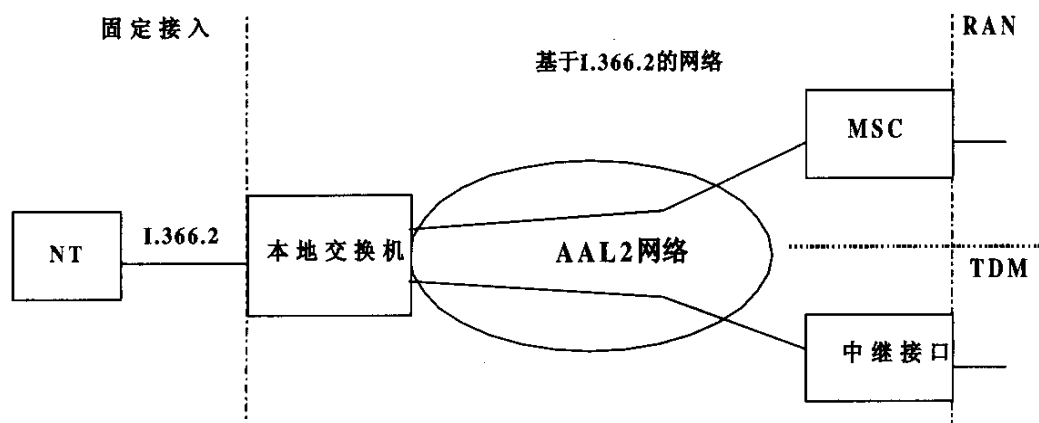 固定接入
RAN
基于I.366.2的网络
MSC
NT
I.366.2
本地交换机
AAL2网络
TDM
中继接口